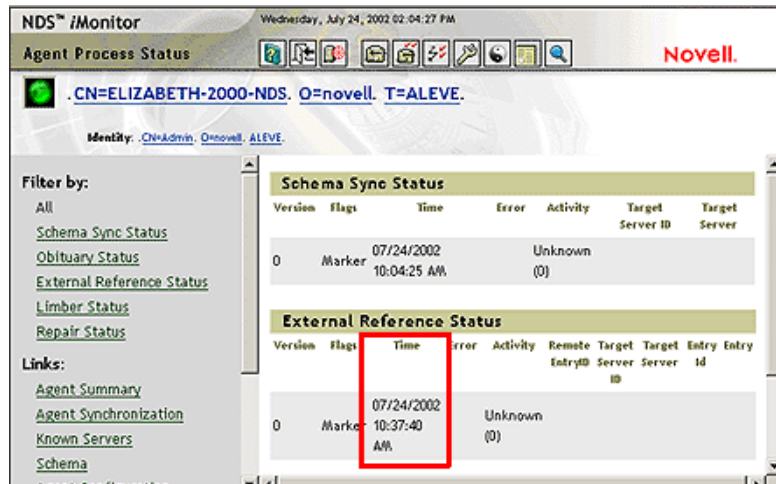 NDS™ iMonitor
Wednesday, July 24, 2002 02:04:27 PM
Agent Process Status
Novell.
.CN=ELIZABETH-2000-NDS. O=novell. T=ALEVE.
Identity: .CN=Admin. O=novell. ALEVE.
Filter by:
All
Schema Sync Status
Obituary Status
External Reference Status
Limber Status
Repair Status
Links:
Agent Summary
Agent Synchronization
Known Servers
Schema
Schema Sync Status
Version Flags Time Error Activity Target Server ID Target Server
0 Marker 07/24/2002 10:04:25 AM Unknown (0)
External Reference Status
Version Flags Time Error Activity Remote EntryID Target Server ID Target Server Entry Id Entry
0 Marker 07/24/2002 10:37:40 AM Unknown (0)